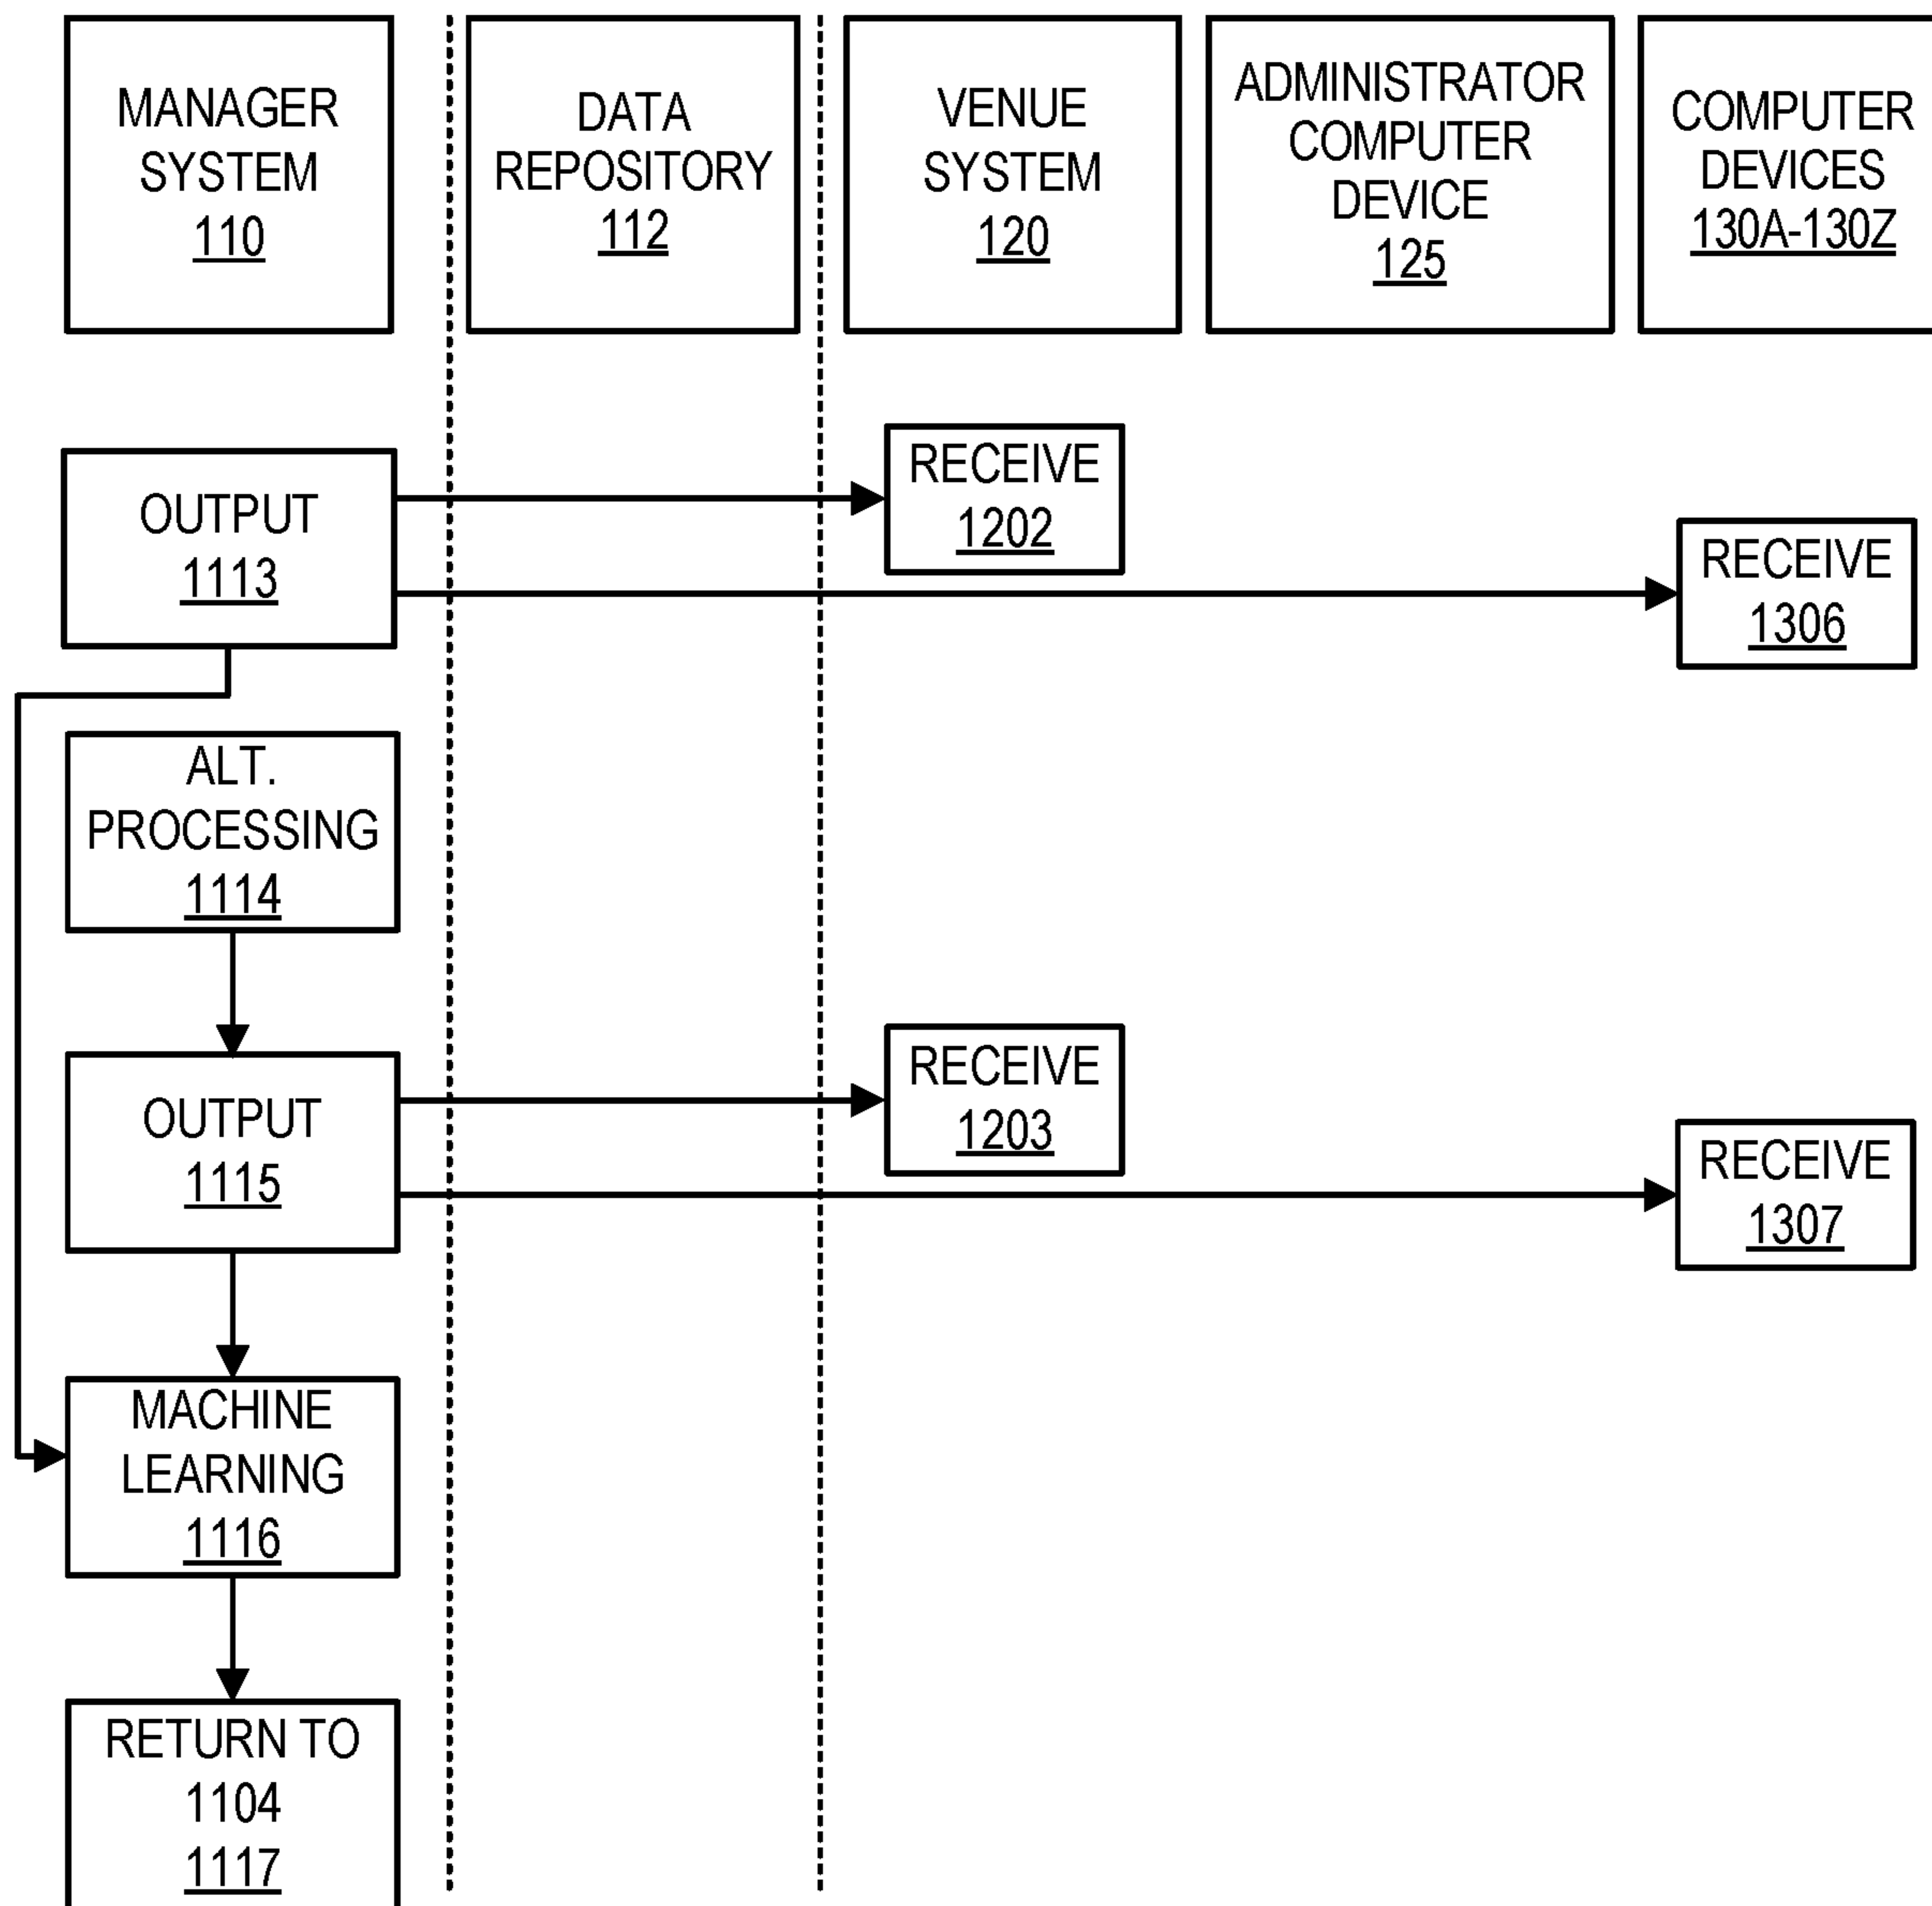 MANAGER
SYSTEM
110
DATA
REPOSITORY
112
VENUE
SYSTEM
120
ADMINISTRATOR
COMPUTER
DEVICE
125
COMPUTER
DEVICES
130A-130Z
OUTPUT
1113
RECEIVE
1202
RECEIVE
1306
ALT.
PROCESSING
1114
OUTPUT
1115
RECEIVE
1203
RECEIVE
1307
MACHINE
LEARNING
1116
RETURN TO
1104
1117